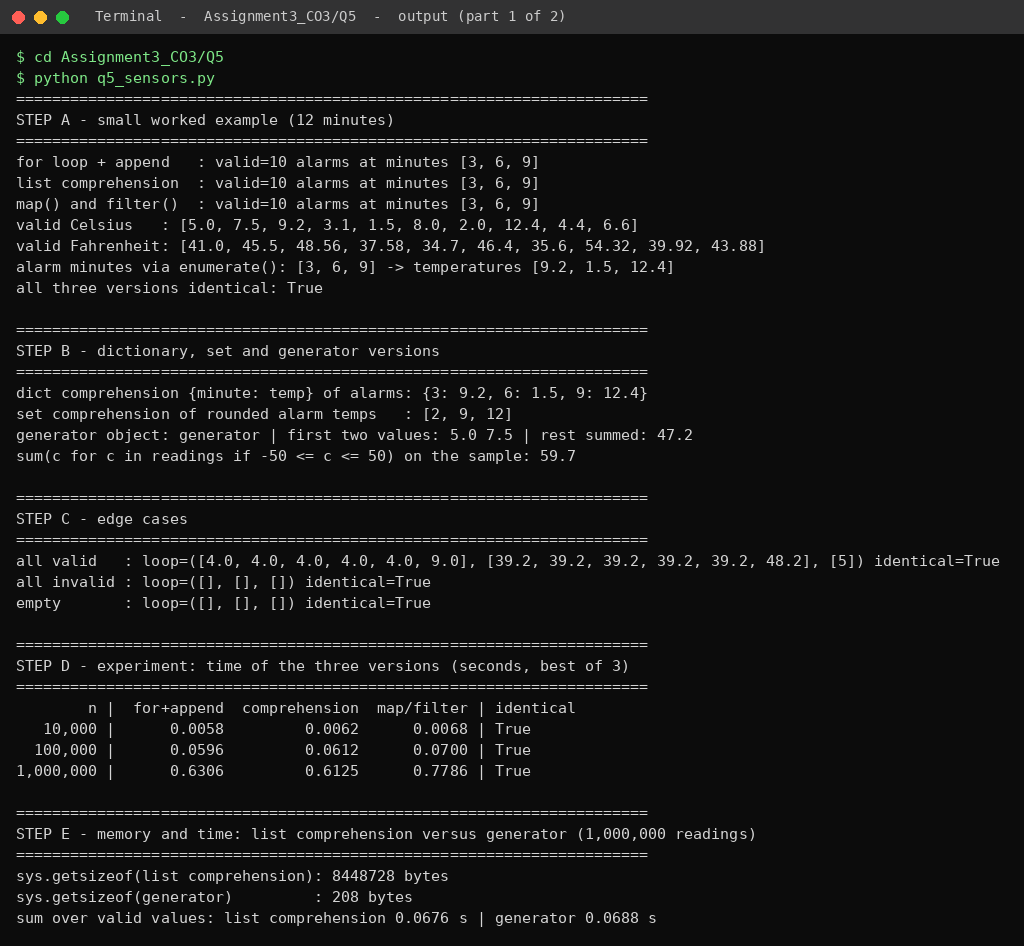 Terminal  -  Assignment3_CO3/Q5  -  output (part 1 of 2)
$ cd Assignment3_CO3/Q5
$ python q5_sensors.py
======================================================================
STEP A - small worked example (12 minutes)
======================================================================
for loop + append   : valid=10 alarms at minutes [3, 6, 9]
list comprehension  : valid=10 alarms at minutes [3, 6, 9]
map() and filter()  : valid=10 alarms at minutes [3, 6, 9]
valid Celsius   : [5.0, 7.5, 9.2, 3.1, 1.5, 8.0, 2.0, 12.4, 4.4, 6.6]
valid Fahrenheit: [41.0, 45.5, 48.56, 37.58, 34.7, 46.4, 35.6, 54.32, 39.92, 43.88]
alarm minutes via enumerate(): [3, 6, 9] -> temperatures [9.2, 1.5, 12.4]
all three versions identical: True

======================================================================
STEP B - dictionary, set and generator versions
======================================================================
dict comprehension {minute: temp} of alarms: {3: 9.2, 6: 1.5, 9: 12.4}
set comprehension of rounded alarm temps   : [2, 9, 12]
generator object: generator | first two values: 5.0 7.5 | rest summed: 47.2
sum(c for c in readings if -50 <= c <= 50) on the sample: 59.7

======================================================================
STEP C - edge cases
======================================================================
all valid   : loop=([4.0, 4.0, 4.0, 4.0, 4.0, 9.0], [39.2, 39.2, 39.2, 39.2, 39.2, 48.2], [5]) identical=True
all invalid : loop=([], [], []) identical=True
empty       : loop=([], [], []) identical=True

======================================================================
STEP D - experiment: time of the three versions (seconds, best of 3)
======================================================================
        n |  for+append  comprehension  map/filter | identical
   10,000 |      0.0058         0.0062      0.0068 | True
  100,000 |      0.0596         0.0612      0.0700 | True
1,000,000 |      0.6306         0.6125      0.7786 | True

======================================================================
STEP E - memory and time: list comprehension versus generator (1,000,000 readings)
======================================================================
sys.getsizeof(list comprehension): 8448728 bytes
sys.getsizeof(generator)         : 208 bytes
sum over valid values: list comprehension 0.0676 s | generator 0.0688 s